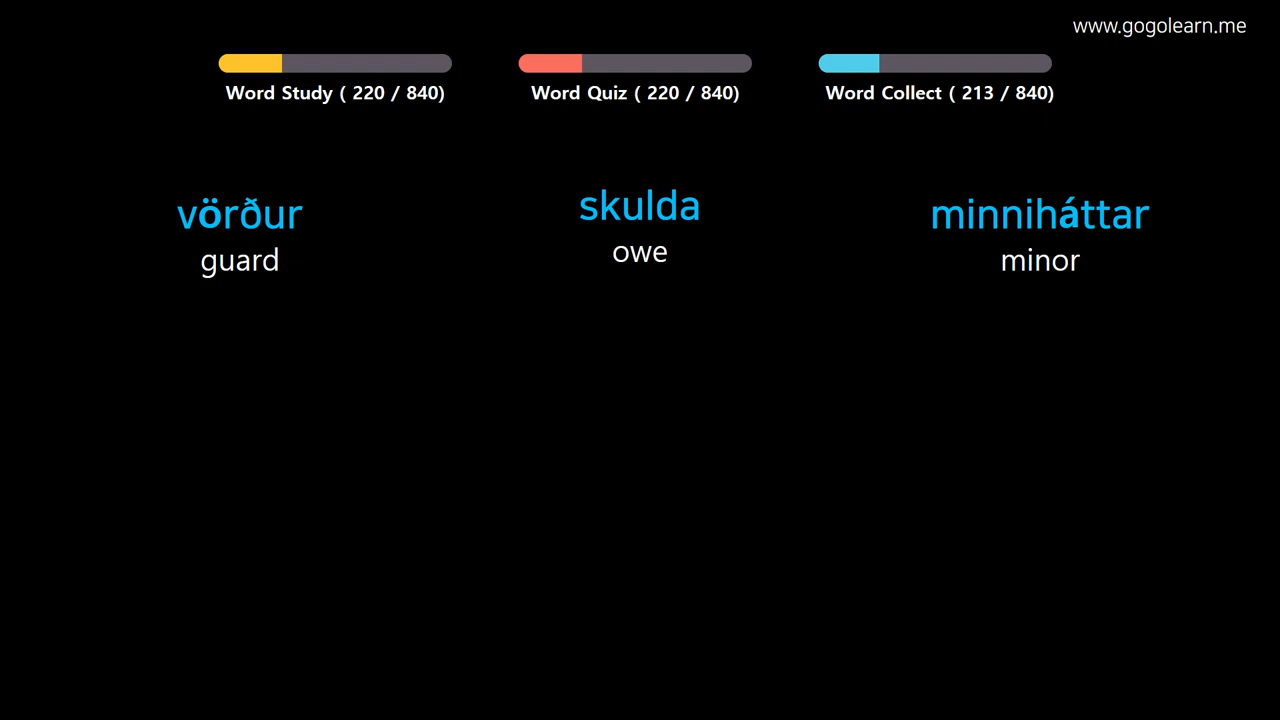 www.gogolearn.me
Word Study ( 220 / 840)
Word Quiz ( 220 / 840)
Word Collect ( 213 / 840)
vörður
guard
skulda
owe
minniháttar
minor